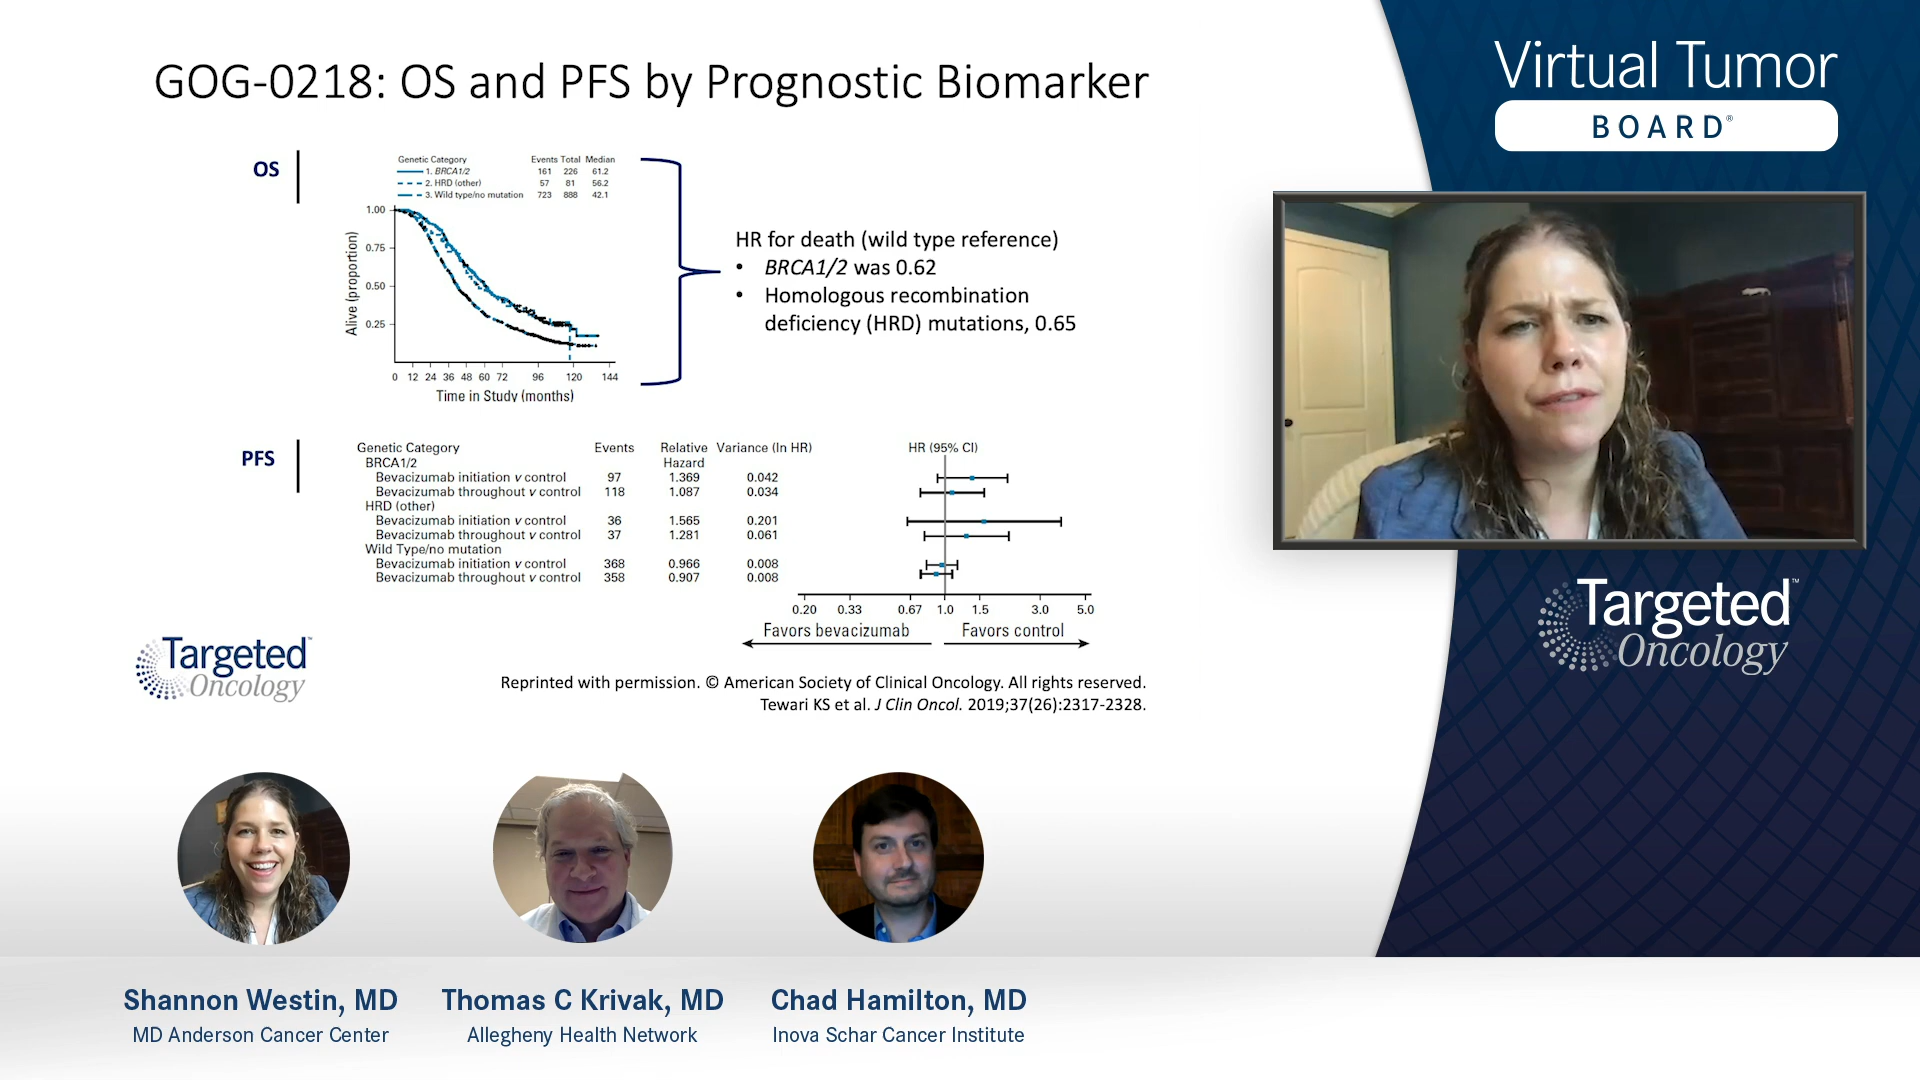 GOG-0218: OS and PFS by Prognostic Biomarker
Virtual Tumor
BOARD®
OS
Genetic Category Events Total Median
1. BRCA1/2 161 226 61.2
2. HRD (other) 57 81 56.2
3. Wild type/no mutation 723 888 42.1
Alive (proportion)
1.00
0.75
0.50
0.25
0 12 24 36 48 60 72 96 120 144
Time in Study (months)
HR for death (wild type reference)
• BRCA1/2 was 0.62
• Homologous recombination
deficiency (HRD) mutations, 0.65
PFS
Genetic Category Events Relative Variance (ln HR) HR (95% CI)
BRCA1/2 Hazard
Bevacizumab initiation v control 97 1.369 0.042
Bevacizumab throughout v control 118 1.087 0.034
HRD (other)
Bevacizumab initiation v control 36 1.565 0.201
Bevacizumab throughout v control 37 1.281 0.061
Wild Type/no mutation
Bevacizumab initiation v control 368 0.966 0.008
Bevacizumab throughout v control 358 0.907 0.008
0.20 0.33 0.67 1.0 1.5 3.0 5.0
Favors bevacizumab Favors control
Targeted™
Oncology
Reprinted with permission. © American Society of Clinical Oncology. All rights reserved.
Tewari KS et al. J Clin Oncol. 2019;37(26):2317-2328.
Targeted™
Oncology
Shannon Westin, MD
MD Anderson Cancer Center
Thomas C Krivak, MD
Allegheny Health Network
Chad Hamilton, MD
Inova Schar Cancer Institute